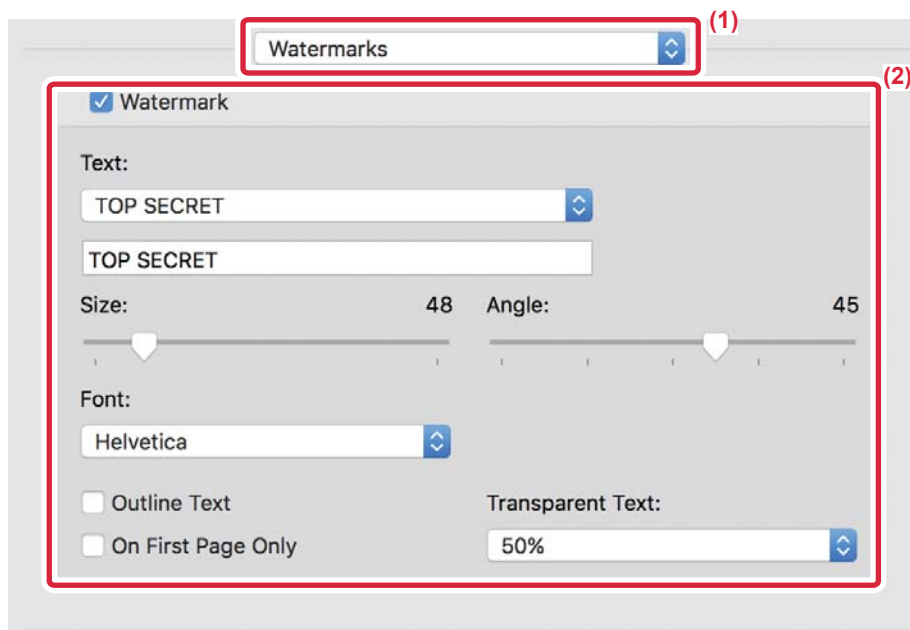 Watermarks
(1)
(2)
Watermark
Text:
TOP SECRET
TOP SECRET
Size: 48 Angle: 45
Font:
Helvetica
Outline Text Transparent Text:
On First Page Only 50%